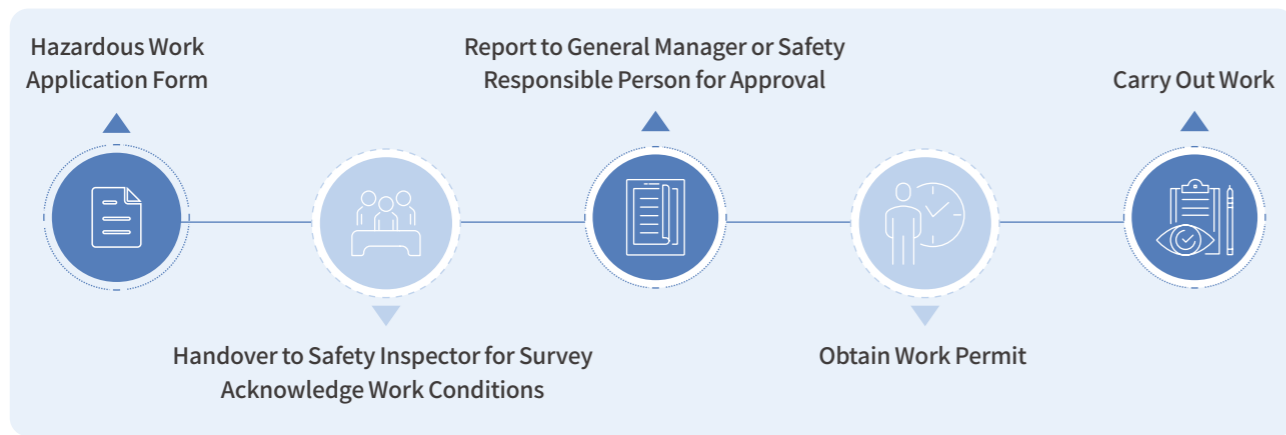 Hazardous Work
Application Form
Handover to Safety Inspector for Survey
Acknowledge Work Conditions
Report to General Manager or Safety
Responsible Person for Approval
Obtain Work Permit
Carry Out Work